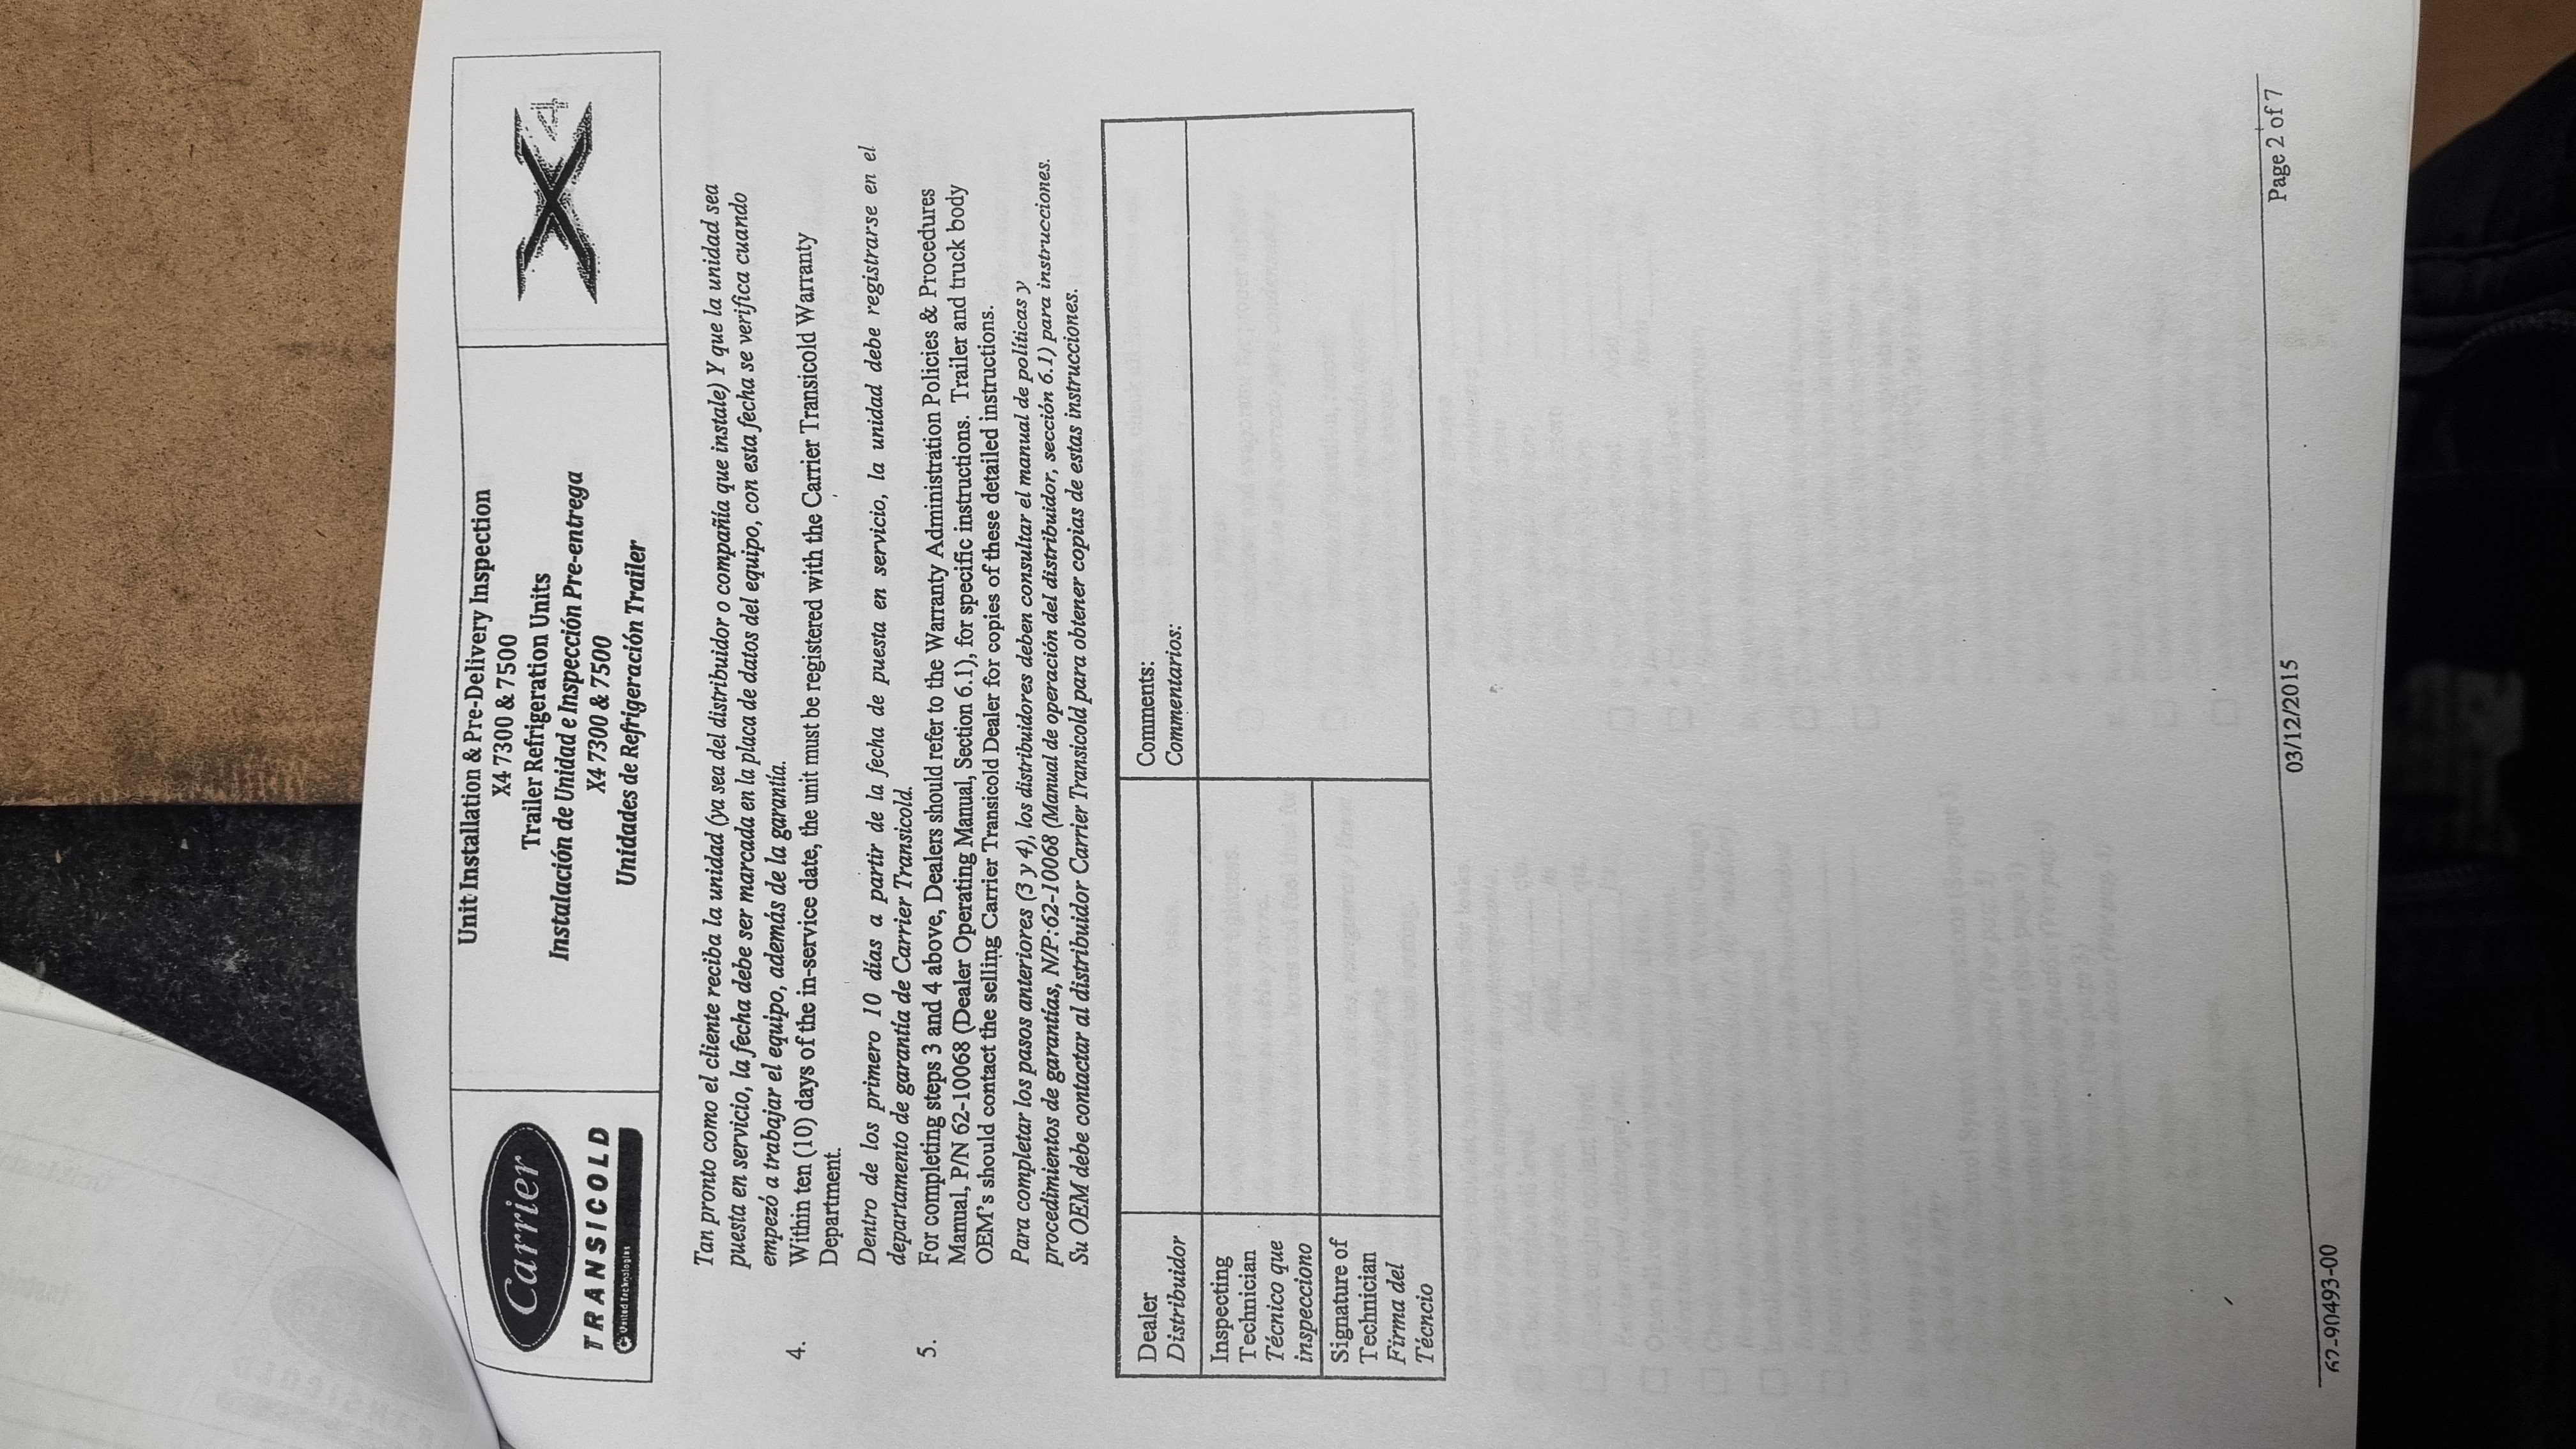 Carrier
TRANSICOLD
United Technologies
Unit Installation & Pre-Delivery Inspection
X4 7300 & 7500
Trailer Refrigeration Units
Instalación de Unidad e Inspección Pre-entrega
X4 7300 & 7500
Unidades de Refrigeración Trailer
X4
Tan pronto como el cliente reciba la unidad (ya sea del distribuidor o compañía que instale) Y que la unidad sea
puesta en servicio, la fecha debe ser marcada en la placa de datos del equipo, con esta fecha se verifica cuando
empezó a trabajar el equipo, además de la garantía.
4. Within ten (10) days of the in-service date, the unit must be registered with the Carrier Transicold Warranty
Department.
Dentro de los primero 10 días a partir de la fecha de puesta en servicio, la unidad debe registrarse en el
departamento de garantía de Carrier Transicold.
5. For completing steps 3 and 4 above, Dealers should refer to the Warranty Administration Policies & Procedures
Manual, P/N 62-10068 (Dealer Operating Manual, Section 6.1), for specific instructions. Trailer and truck body
OEM's should contact the selling Carrier Transicold Dealer for copies of these detailed instructions.
Para completar los pasos anteriores (3 y 4), los distribuidores deben consultar el manual de políticas y
procedimientos de garantías, N/P:62-10068 (Manual de operación del distribuidor, sección 6.1) para instrucciones.
Su OEM debe contactar al distribuidor Carrier Transicold para obtener copias de estas instrucciones.
Dealer
Distribuidor
Comments:
Commentarios:
Inspecting
Technician
Técnico que
inspecciono
Signature of
Technician
Firma del
Técncio
62-90493-00
03/12/2015
Page 2 of 7